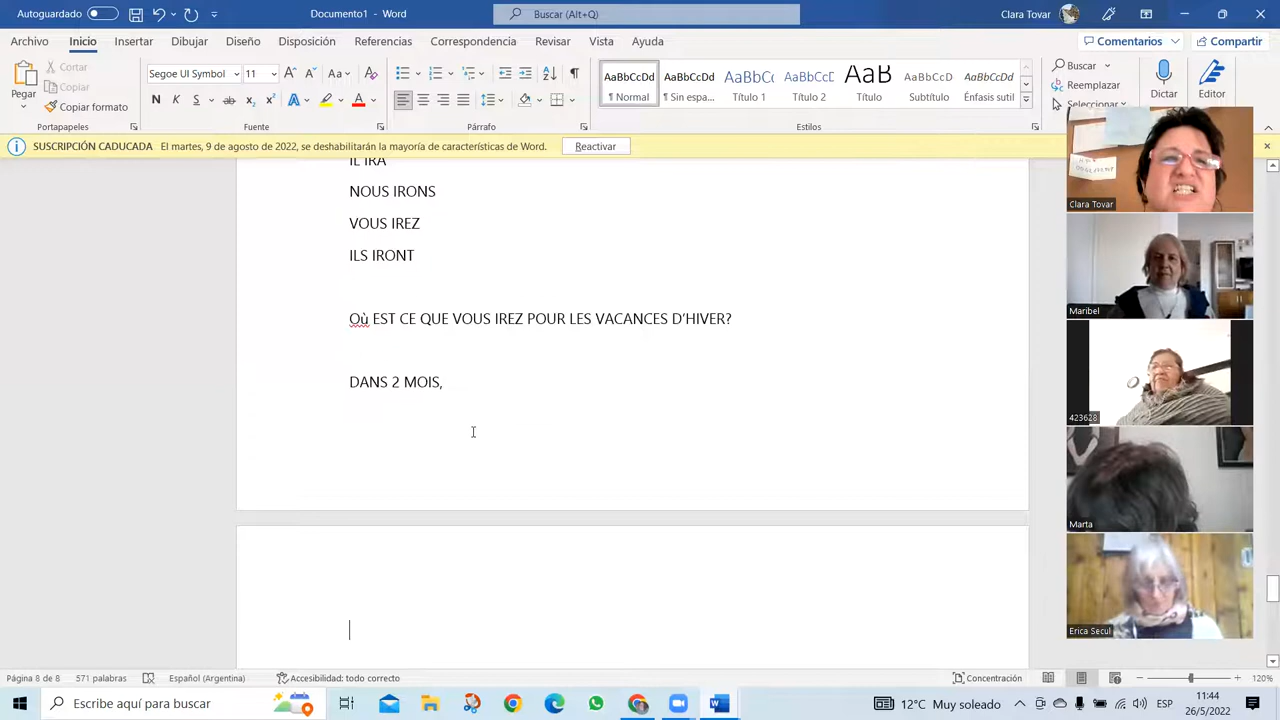 Autoguardado
Documento1 - Word
Buscar (Alt+Q)
Clara Tovar
Archivo
Inicio
Insertar
Dibujar
Diseño
Disposición
Referencias
Correspondencia
Revisar
Vista
Ayuda
Comentarios
Compartir
Pegar
Cortar
Copiar
Copiar formato
Portapapeles
Segoe UI Symbol
11
N K S ab x₂ x²
Fuente
Párrafo
AaBbCcDd
¶ Normal
AaBbCcDd
¶ Sin espa...
AaBbCc
Título 1
AaBbCcD
Título 2
AaB
Título
AaBbCcDd
Subtítulo
AaBbCcDd
Énfasis sutil
Estilos
Buscar
Reemplazar
Seleccionar
Dictar
Editor
SUSCRIPCIÓN CADUCADA El martes, 9 de agosto de 2022, se deshabilitarán la mayoría de características de Word.
Reactivar
IL IRA
NOUS IRONS
VOUS IREZ
ILS IRONT
Où EST CE QUE VOUS IREZ POUR LES VACANCES D'HIVER?
DANS 2 MOIS,
Clara Tovar
Maribel
423628
Marta
Erica Secul
Página 8 de 8
571 palabras
Español (Argentina)
Accesibilidad: todo correcto
Concentración
120%
Escribe aquí para buscar
12°C Muy soleado
ESP
11:44
26/5/2022